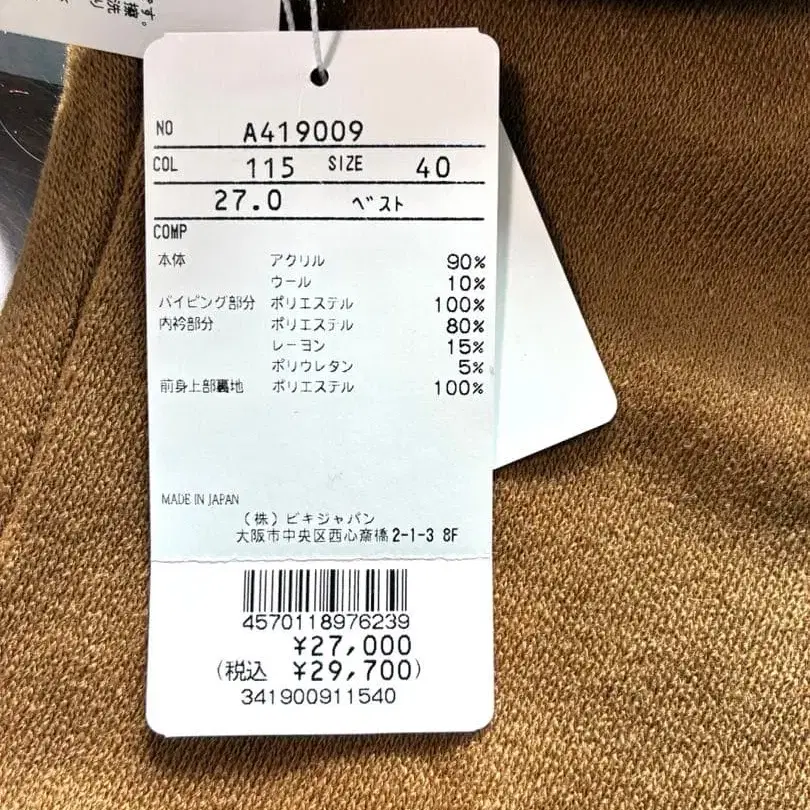 NO A419009
COL 115 SIZE 40
27.0 ベスト
COMP
本体 アクリル 90%
ウール 10%
パイピング部分 ポリエステル 100%
内衿部分 ポリエステル 80%
レーヨン 15%
ポリウレタン 5%
前身上部裏地 ポリエステル 100%
MADE IN JAPAN
(株)ビキジャパン
大阪市中央区西心斎橋2-1-3 8F
4570118976239
¥27,000
(税込 ¥29,700)
341900911540